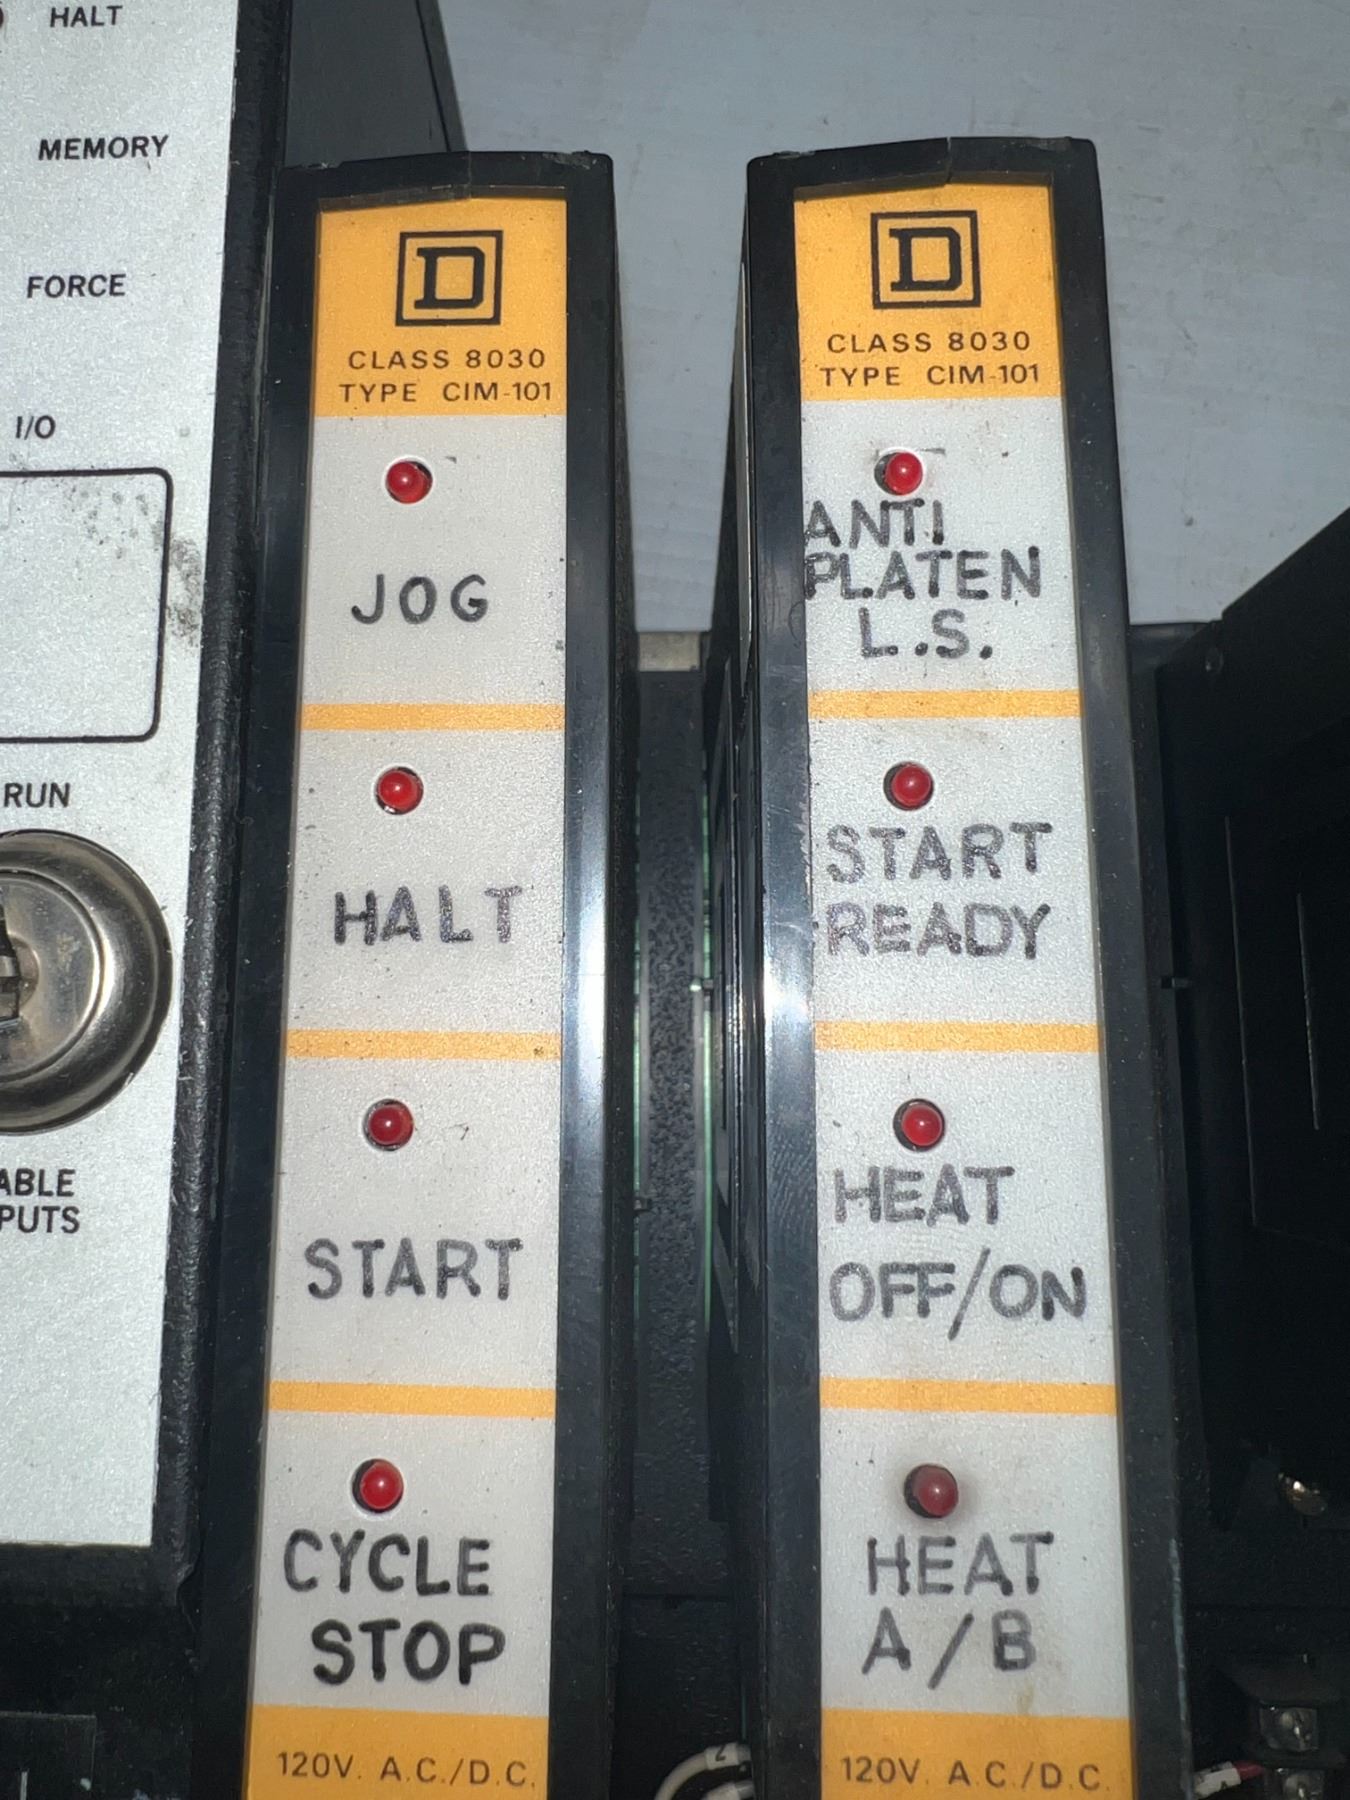 HALT
MEMORY
FORCE
I/O
RUN
ABLE
PUTS
D
CLASS 8030
TYPE CIM-101
JOG
HALT
START
CYCLE
STOP
120V. A.C./D.C.
D
CLASS 8030
TYPE CIM-101
ANTI
PLATEN
L.S.
START
READY
HEAT
OFF/ON
HEAT
A/B
120V. A.C./D.C.